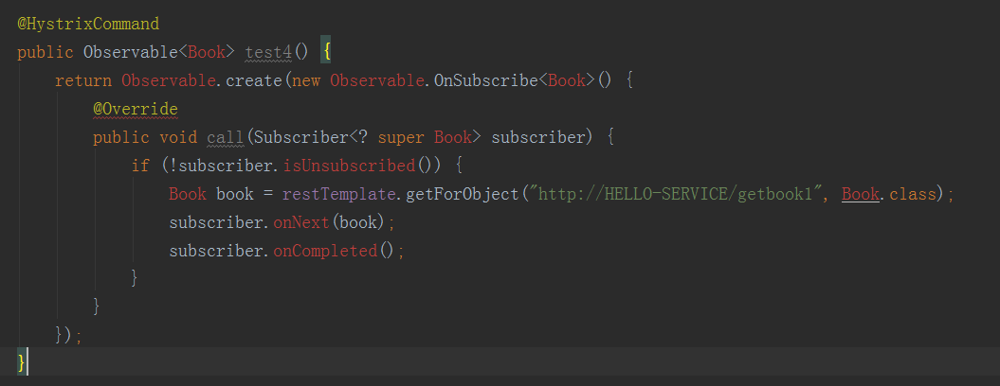 @HystrixCommand
public Observable<Book> test4() {
    return Observable.create(new Observable.OnSubscribe<Book>() {
        @Override
        public void call(Subscriber<? super Book> subscriber) {
            if (!subscriber.isUnsubscribed()) {
                Book book = restTemplate.getForObject("http://HELLO-SERVICE/getbook1", Book.class);
                subscriber.onNext(book);
                subscriber.onCompleted();
            }
        }
    });
}